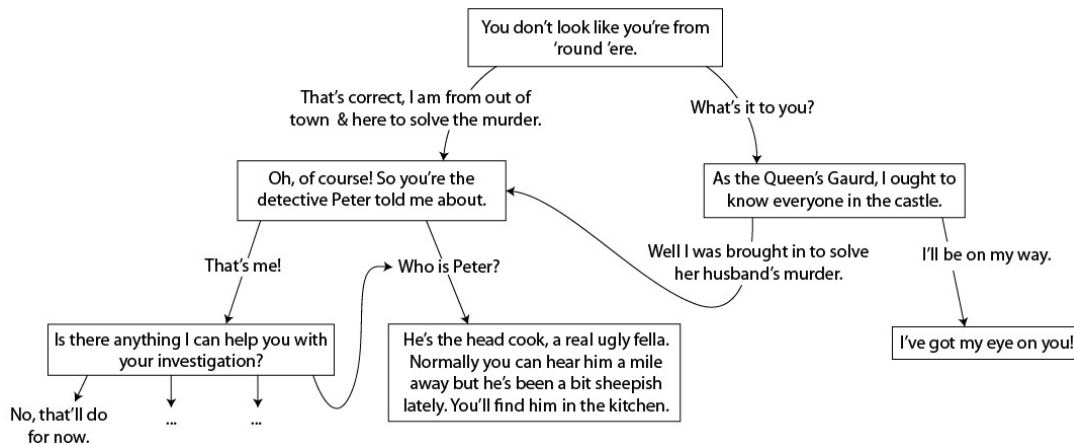 You don't look like you're from
'round 'ere.
That's correct, I am from out of
town & here to solve the murder.
What's it to you?
Oh, of course! So you're the
detective Peter told me about.
As the Queen's Gaurd, I ought to
know everyone in the castle.
That's me!
Who is Peter?
Well I was brought in to solve
her husband's murder.
I'll be on my way.
Is there anything I can help you with
your investigation?
He's the head cook, a real ugly fella.
Normally you can hear him a mile
away but he's been a bit sheepish
lately. You'll find him in the kitchen.
I've got my eye on you!
No, that'll do
for now.
...
...